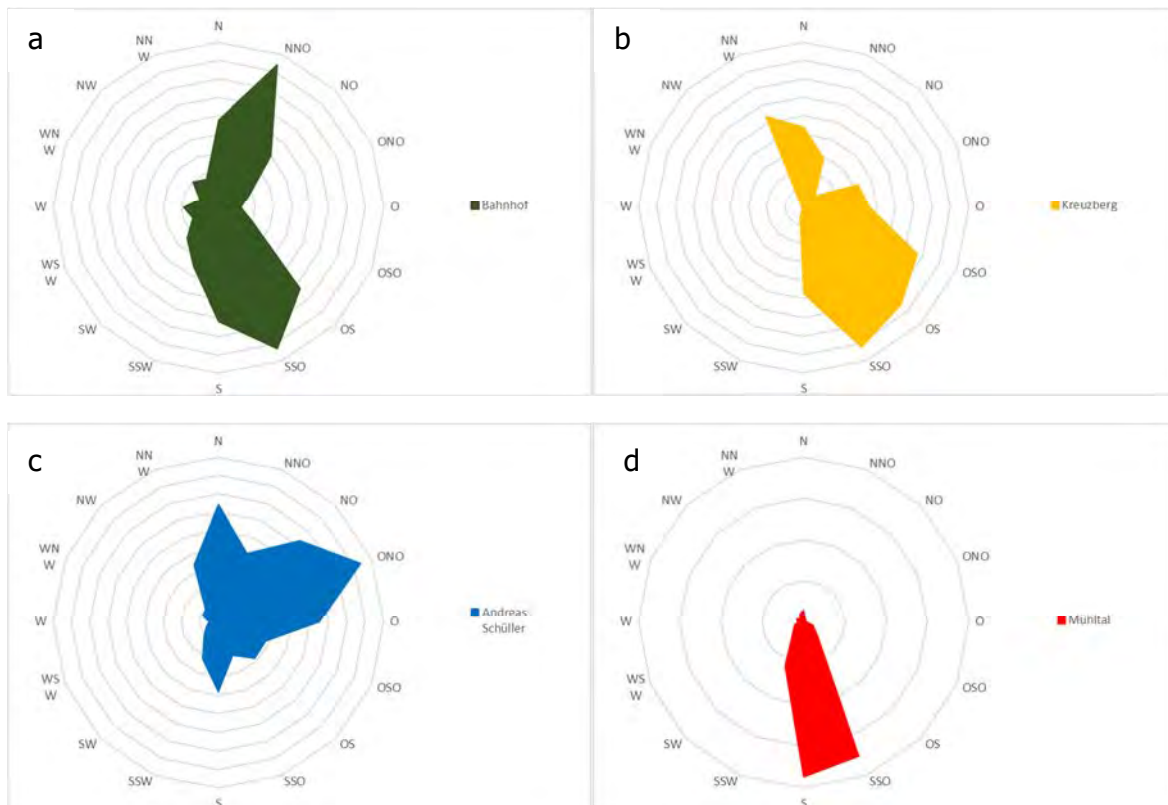 a
N
NNO
NO
ONO
O
OSO
OS
SSO
S
SSW
SW
WS
W
W
WN
W
NW
NN
W
Bahnhof
b
N
NNO
NO
ONO
O
OSO
OS
SSO
S
SSW
SW
WS
W
W
WN
W
NW
NN
W
Kreuzberg
c
N
NNO
NO
ONO
O
OSO
OS
SSO
S
SSW
SW
WS
W
W
WN
W
NW
NN
W
Andreas
Schüller
d
N
NNO
NO
ONO
O
OSO
OS
SSO
S
SSW
SW
WS
W
W
WN
W
NW
NN
W
Mühltal